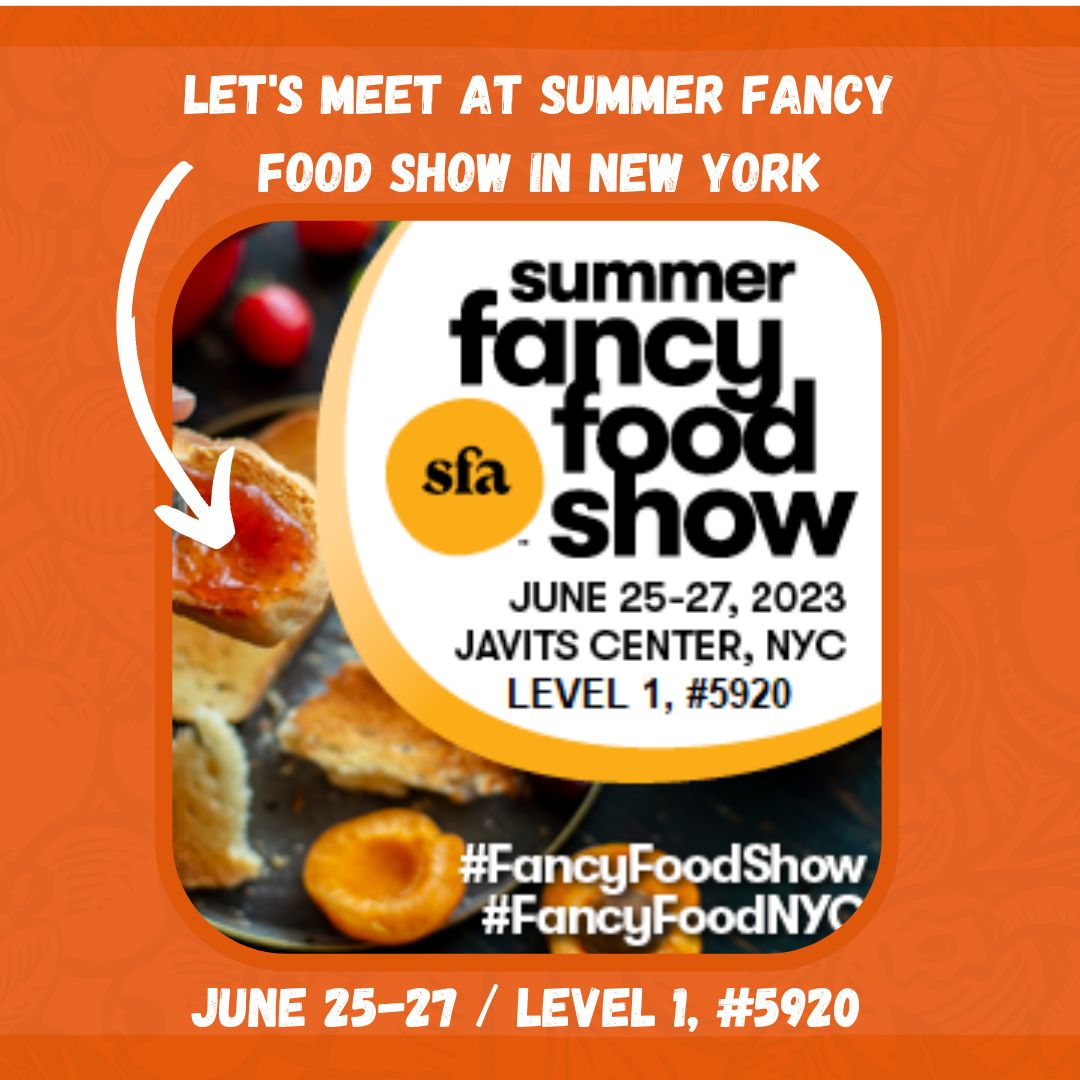 LET'S MEET AT SUMMER FANCY
FOOD SHOW IN NEW YORK
summer
fancy
food
sfa
show
JUNE 25-27, 2023
JAVITS CENTER, NYC
LEVEL 1, #5920
#FancyFoodShow
#FancyFoodNYC
JUNE 25-27 / LEVEL 1, #5920